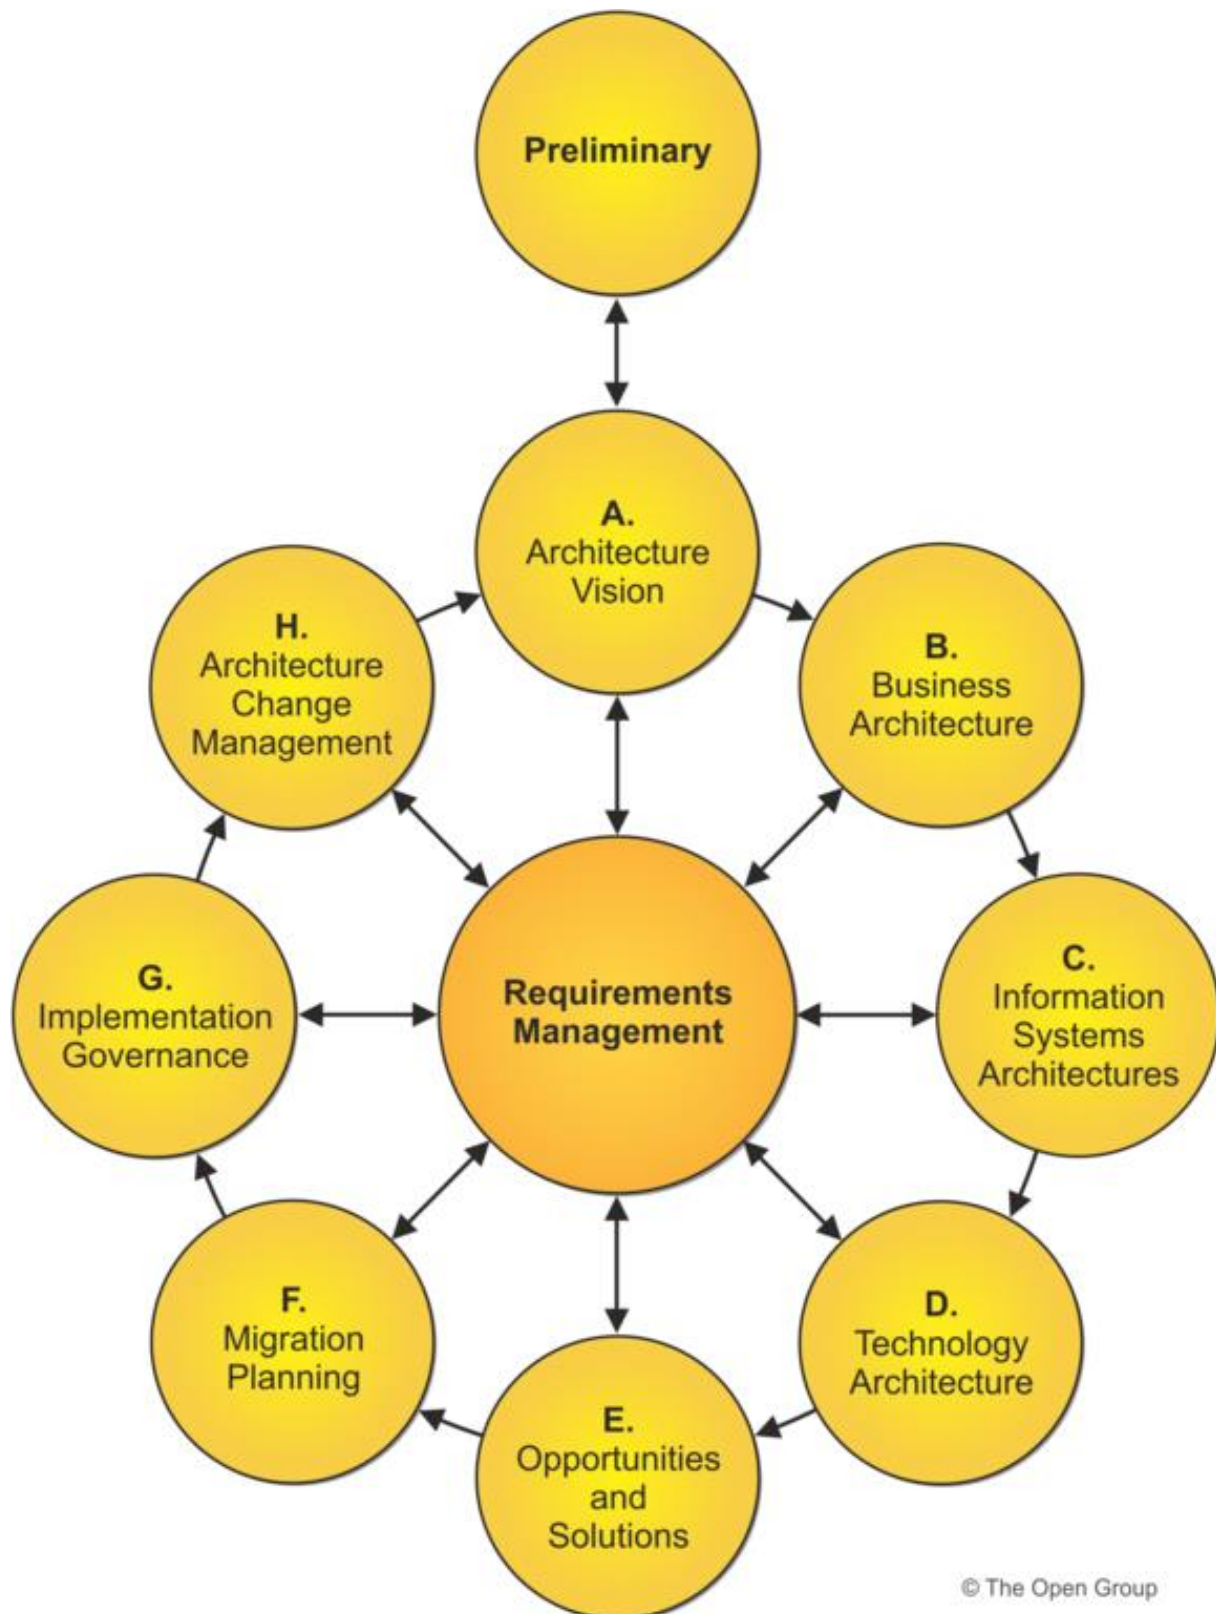 Preliminary
A.
Architecture
Vision
B.
Business
Architecture
C.
Information
Systems
Architectures
D.
Technology
Architecture
E.
Opportunities
and
Solutions
F.
Migration
Planning
G.
Implementation
Governance
H.
Architecture
Change
Management
Requirements
Management
© The Open Group